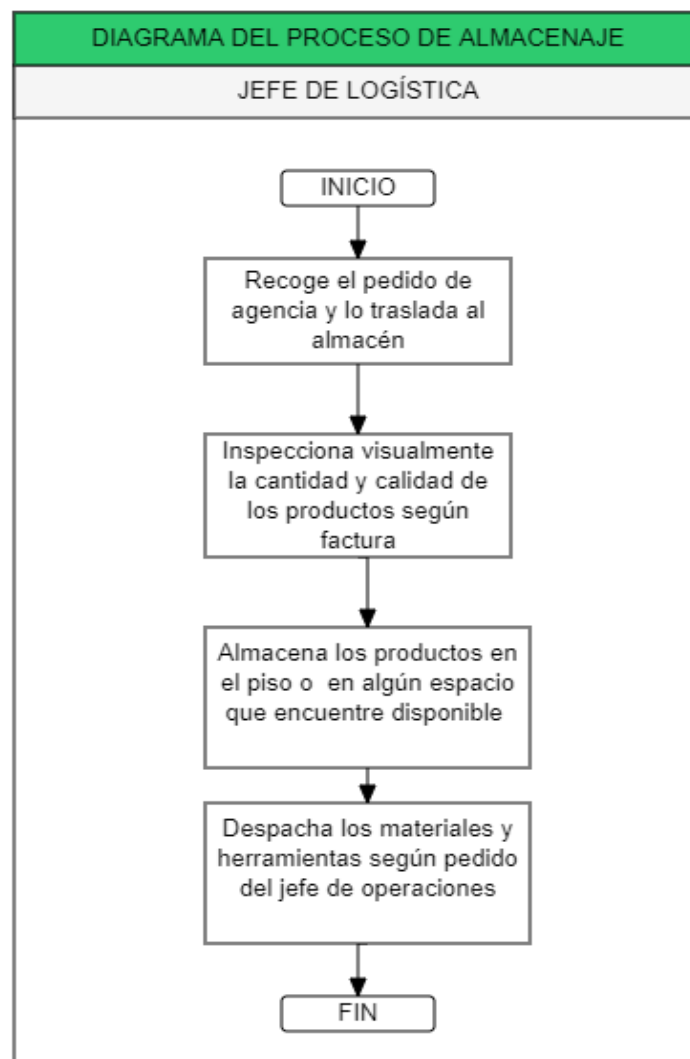 DIAGRAMA DEL PROCESO DE ALMACENAJE
JEFE DE LOGÍSTICA
INICIO
Recoge el pedido de
agencia y lo traslada al
almacén
Inspecciona visualmente
la cantidad y calidad de
los productos según
factura
Almacena los productos en
el piso o en algún espacio
que encuentre disponible
Despacha los materiales y
herramientas según pedido
del jefe de operaciones
FIN